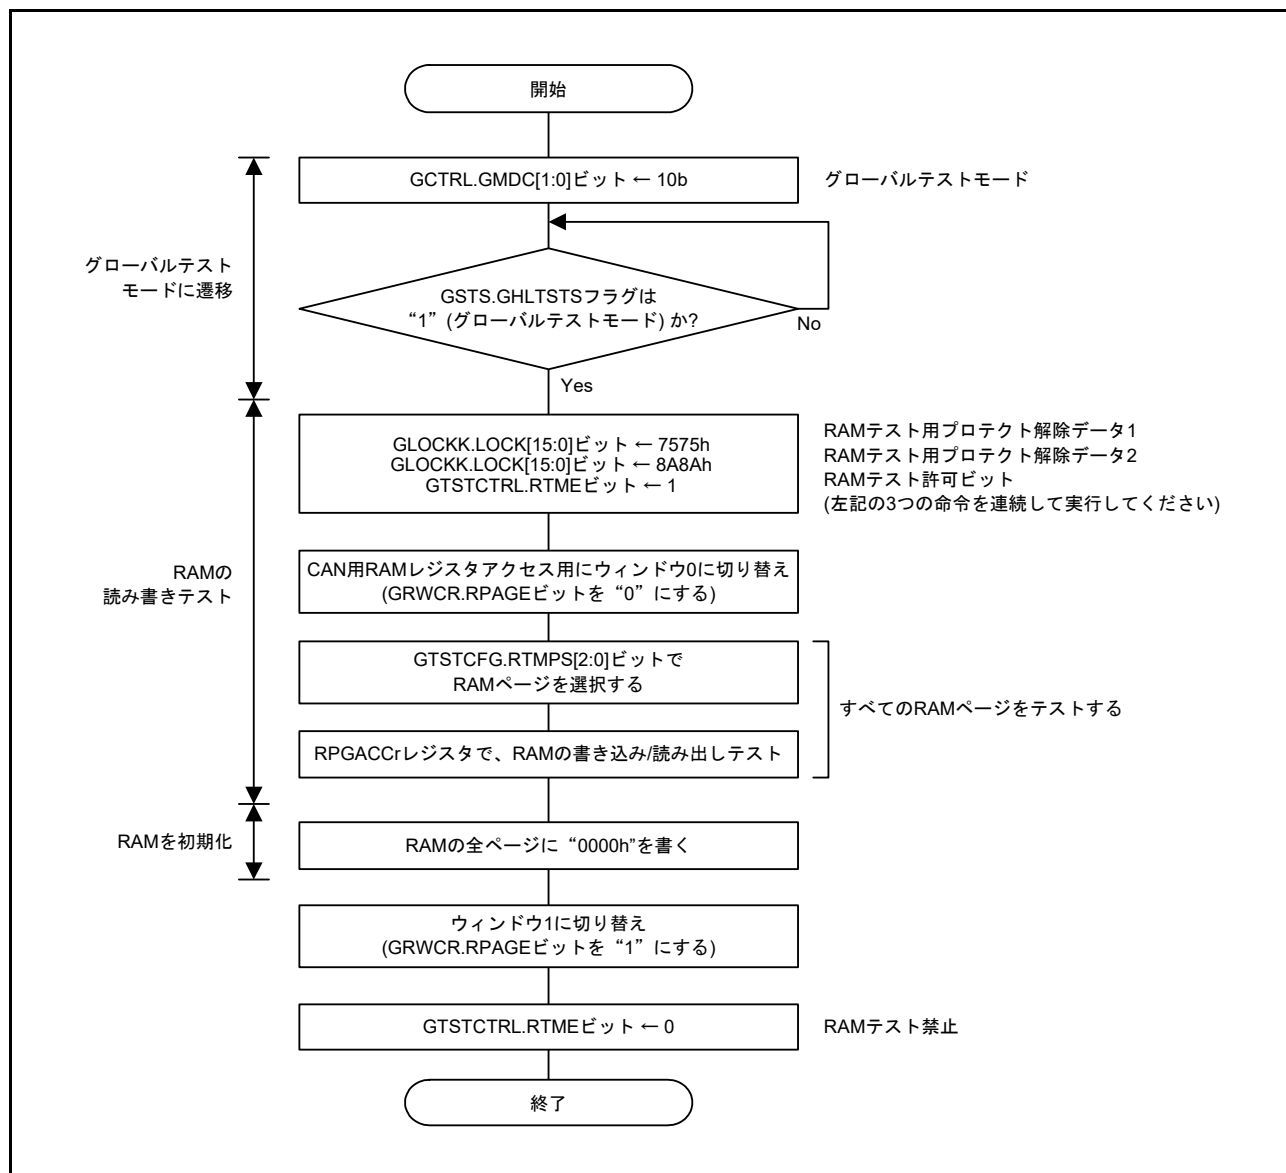 開始
GCTRL.GMDC[1:0]ビット ← 10b
グローバルテストモード
グローバルテスト
モードに遷移
GSTS.GHLTSTSフラグは
“1” (グローバルテストモード) か?
No
Yes
GLOCKK.LOCK[15:0]ビット ← 7575h
GLOCKK.LOCK[15:0]ビット ← 8A8Ah
GTSTCTRL.RTMEビット ← 1
RAMテスト用プロテクト解除データ1
RAMテスト用プロテクト解除データ2
RAMテスト許可ビット
(左記の3つの命令を連続して実行してください)
RAMの
読み書きテスト
CAN用RAMレジスタアクセス用にウィンドウ0に切り替え
(GRWCR.RPAGEビットを “0” にする)
GTSTCFG.RTMPS[2:0]ビットで
RAMページを選択する
すべてのRAMページをテストする
RPGACCrレジスタで、RAMの書き込み/読み出しテスト
RAMを初期化
RAMの全ページに “0000h”を書く
ウィンドウ1に切り替え
(GRWCR.RPAGEビットを “1” にする)
GTSTCTRL.RTMEビット ← 0
RAMテスト禁止
終了